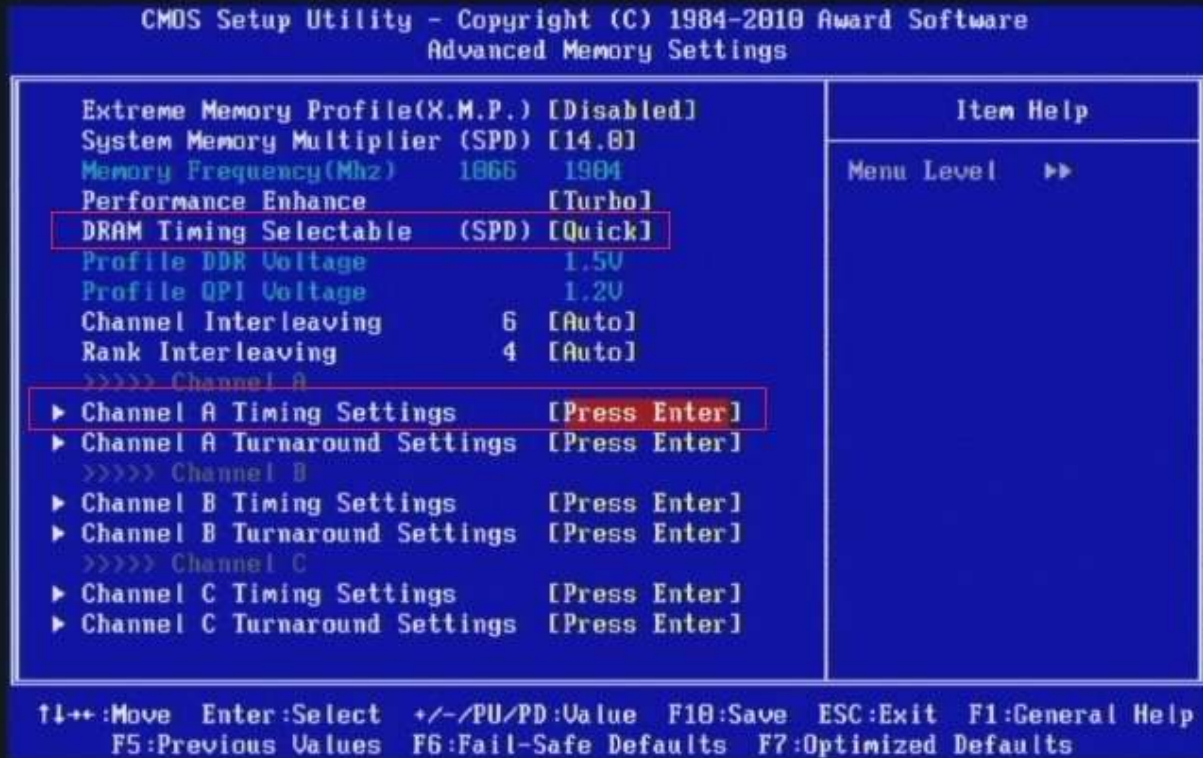 CMOS Setup Utility - Copyright (C) 1984-2010 Award Software
Advanced Memory Settings
Extreme Memory Profile(X.M.P.) [Disabled]
System Memory Multiplier (SPD) [14.0]
Memory Frequency(Mhz) 1066 1904
Performance Enhance [Turbo]
DRAM Timing Selectable (SPD) [Quick]
Profile DDR Voltage 1.5V
Profile QPI Voltage 1.2V
Channel Interleaving 6 [Auto]
Rank Interleaving 4 [Auto]
>>>>> Channel A
▶ Channel A Timing Settings [Press Enter]
▶ Channel A Turnaround Settings [Press Enter]
>>>>> Channel B
▶ Channel B Timing Settings [Press Enter]
▶ Channel B Turnaround Settings [Press Enter]
>>>>> Channel C
▶ Channel C Timing Settings [Press Enter]
▶ Channel C Turnaround Settings [Press Enter]
Item Help
Menu Level ▶▶
↑↓→←:Move Enter:Select +/-/PU/PD:Value F10:Save ESC:Exit F1:General Help
F5:Previous Values F6:Fail-Safe Defaults F7:Optimized Defaults